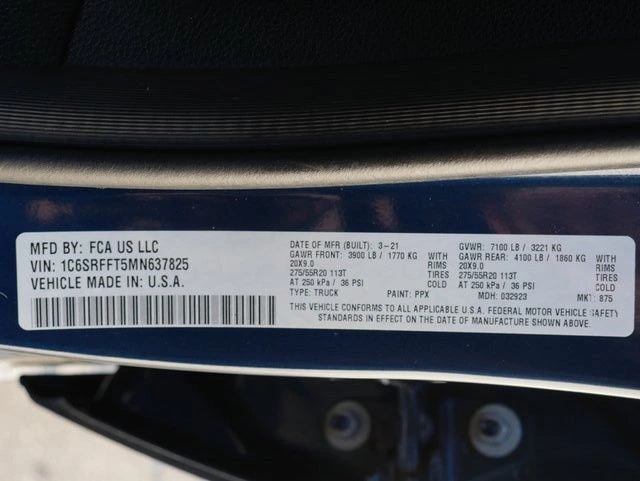 MFD BY: FCA US LLC
VIN: 1C6SRFFT5MN637825
VEHICLE MADE IN: U.S.A.
DATE OF MFR (BUILT): 3-21
GAWR FRONT: 3900 LB / 1770 KG
20X9.0 RIMS
275/55R20 113T TIRES
AT 250 kPa / 36 PSI COLD
TYPE: TRUCK PAINT: PPX
GVWR: 7100 LB / 3221 KG
GAWR REAR: 4100 LB / 1860 KG
20X9.0 RIMS
275/55R20 113T TIRES
AT 250 kPa / 36 PSI COLD
MDH: 032923 MKT: 875
THIS VEHICLE CONFORMS TO ALL APPLICABLE U.S.A. FEDERAL MOTOR VEHICLE SAFETY
STANDARDS IN EFFECT ON THE DATE OF MANUFACTURE SHOWN ABOVE.